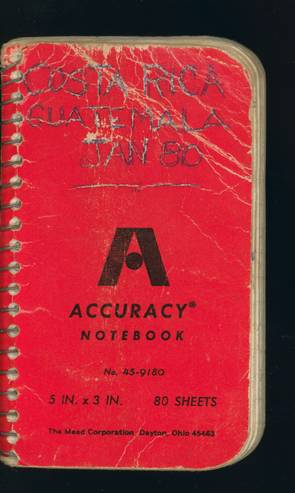 COSTA RICA
GUATEMALA
JAN 80
ACCURACY®
NOTEBOOK
No. 45-9180
5 IN. x 3 IN. 80 SHEETS
The Mead Corporation Dayton, Ohio 45463